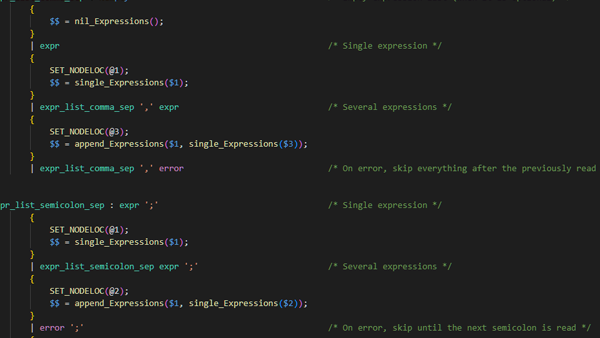 {
$$ = nil_Expressions();
}
| expr /* Single expression */
{
SET_NODELOC(@1);
$$ = single_Expressions($1);
}
| expr_list_comma_sep ',' expr /* Several expressions */
{
SET_NODELOC(@3);
$$ = append_Expressions($1, single_Expressions($3));
}
| expr_list_comma_sep ',' error /* On error, skip everything after the previously read
pr_list_semicolon_sep : expr ';' /* Single expression */
{
SET_NODELOC(@1);
$$ = single_Expressions($1);
}
| expr_list_semicolon_sep expr ';' /* Several expressions */
{
SET_NODELOC(@2);
$$ = append_Expressions($1, single_Expressions($2));
}
| error ';' /* On error, skip until the next semicolon is read */